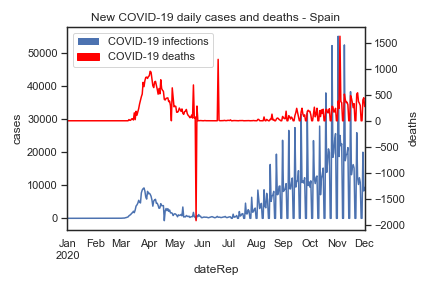 New COVID-19 daily cases and deaths - Spain
COVID-19 infections
COVID-19 deaths
50000
40000
30000
20000
10000
0
cases
1500
1000
500
0
−500
−1000
−1500
−2000
deaths
Jan Feb Mar Apr May Jun Jul Aug Sep Oct Nov Dec
2020
dateRep